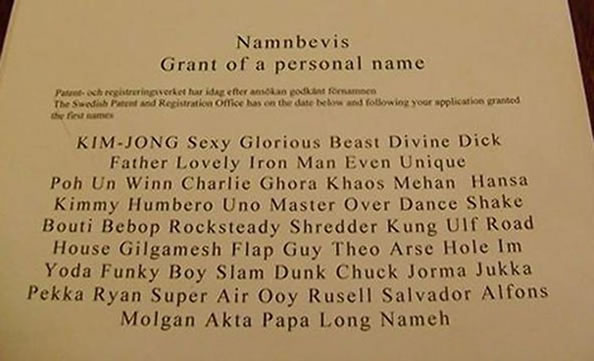 Namnbevis
Grant of a personal name
Patent- och registreringsverket har idag efter ansökan godkänt förnamnen
The Swedish Patent and Registration Office has on the date below and following your application granted
the first names
KIM-JONG Sexy Glorious Beast Divine Dick
Father Lovely Iron Man Even Unique
Poh Un Winn Charlie Ghora Khaos Mehan Hansa
Kimmy Humbero Uno Master Over Dance Shake
Bouti Bebop Rocksteady Shredder Kung Ulf Road
House Gilgamesh Flap Guy Theo Arse Hole Im
Yoda Funky Boy Slam Dunk Chuck Jorma Jukka
Pekka Ryan Super Air Ooy Rusell Salvador Alfons
Molgan Akta Papa Long Nameh